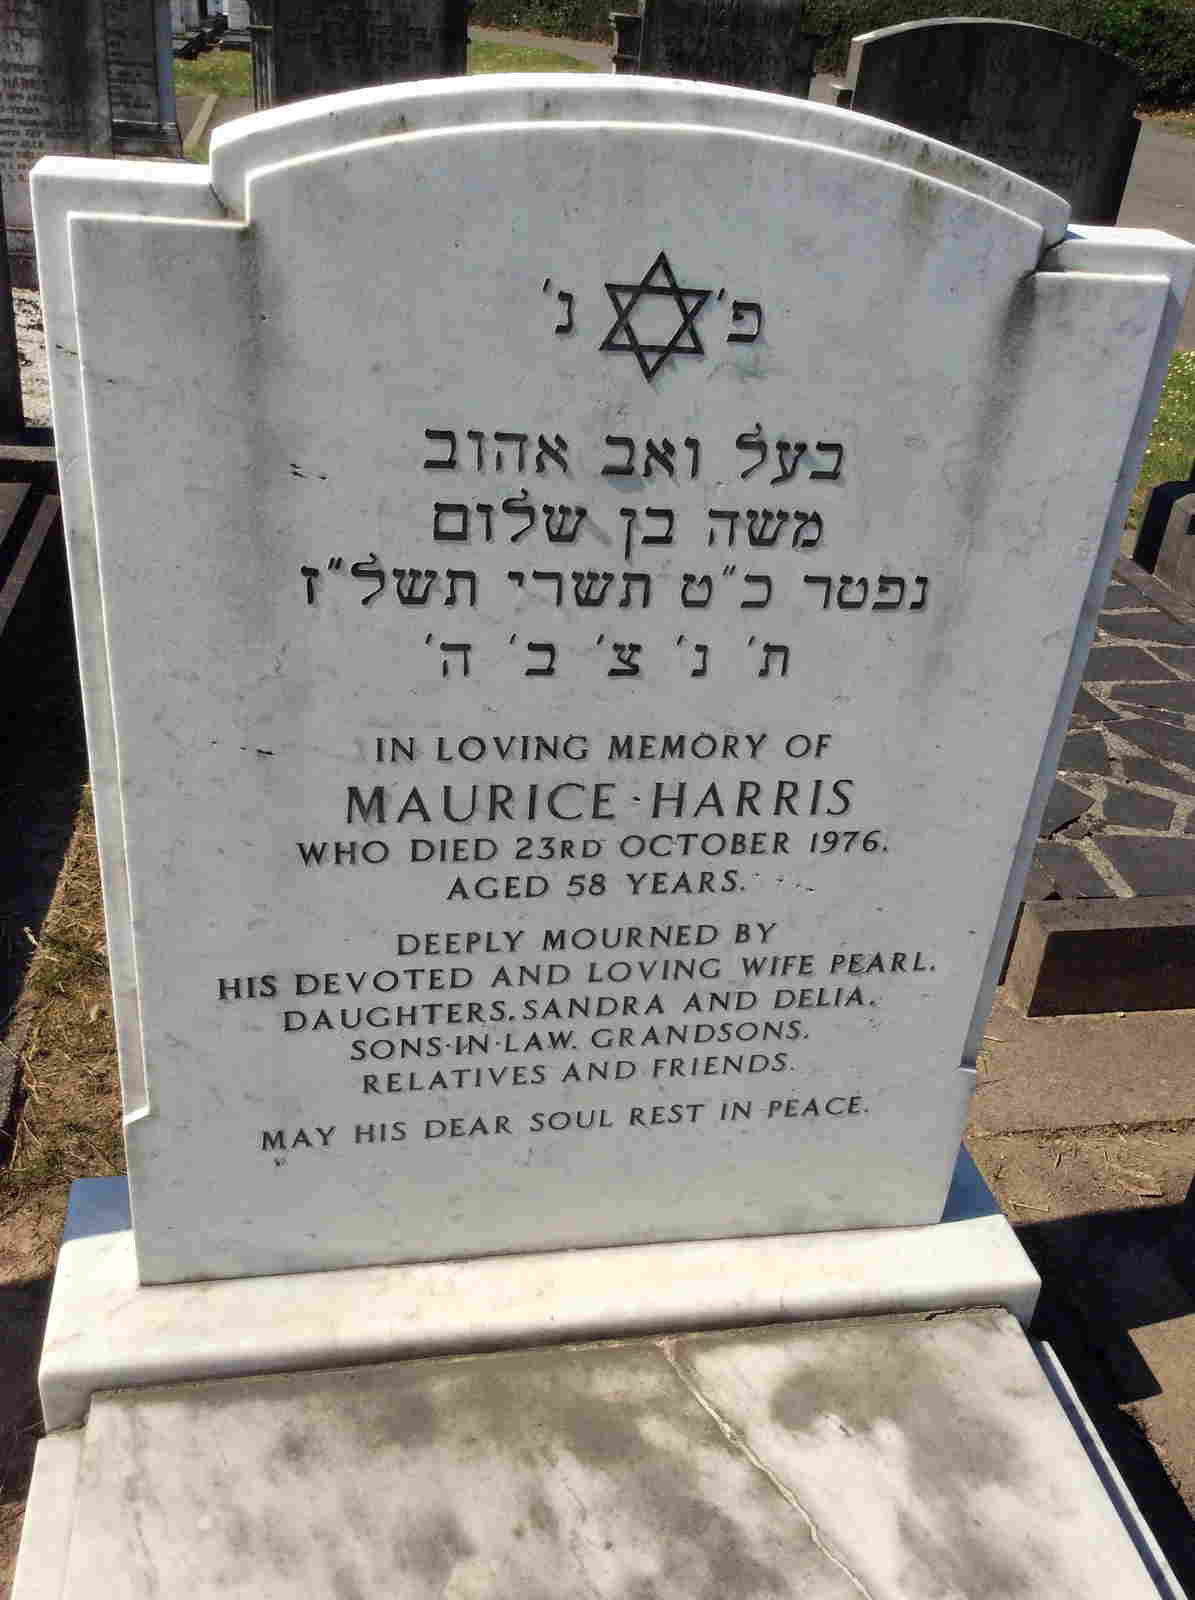 פ' נ'
בעל ואב אהוב
משה בן שלום
נפטר כ"ט תשרי תשל"ז
ת' נ' צ' ב' ה'
IN LOVING MEMORY OF
MAURICE HARRIS
WHO DIED 23RD OCTOBER 1976.
AGED 58 YEARS.
DEEPLY MOURNED BY
HIS DEVOTED AND LOVING WIFE PEARL.
DAUGHTERS. SANDRA AND DELIA.
SONS-IN-LAW. GRANDSONS.
RELATIVES AND FRIENDS.
MAY HIS DEAR SOUL REST IN PEACE.